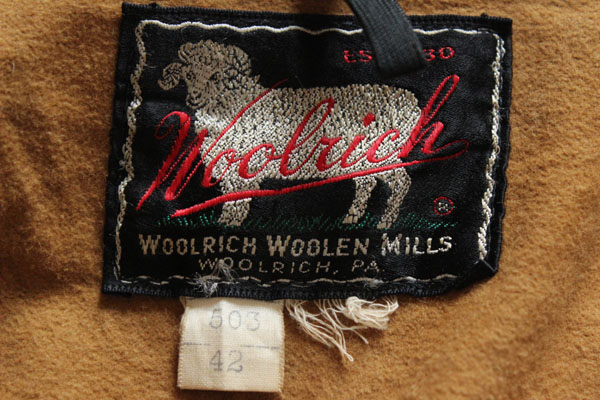 Woolrich
®
WOOLRICH WOOLEN MILLS
WOOLRICH, PA.
503
42